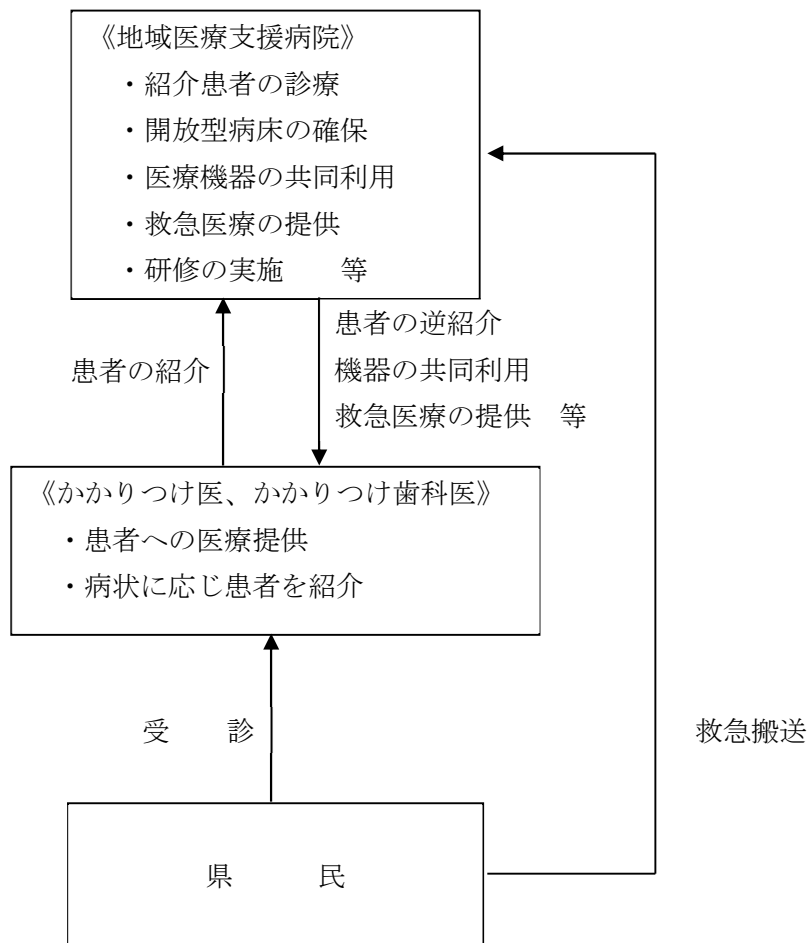 《地域医療支援病院》
・紹介患者の診療
・開放型病床の確保
・医療機器の共同利用
・救急医療の提供
・研修の実施　　等
患者の紹介
患者の逆紹介
機器の共同利用
救急医療の提供　等
《かかりつけ医、かかりつけ歯科医》
・患者への医療提供
・病状に応じ患者を紹介
受　　診
救急搬送
県　　　民